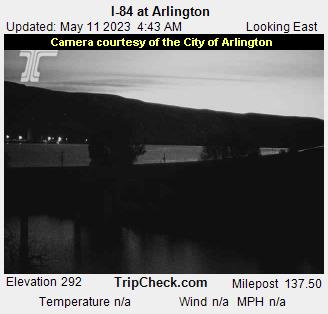 I-84 at Arlington
Updated: May 11 2023 4:43 AM Looking East
Camera courtesy of the City of Arlington
Elevation 292 TripCheck.com Milepost 137.50
Temperature n/a Wind n/a MPH n/a